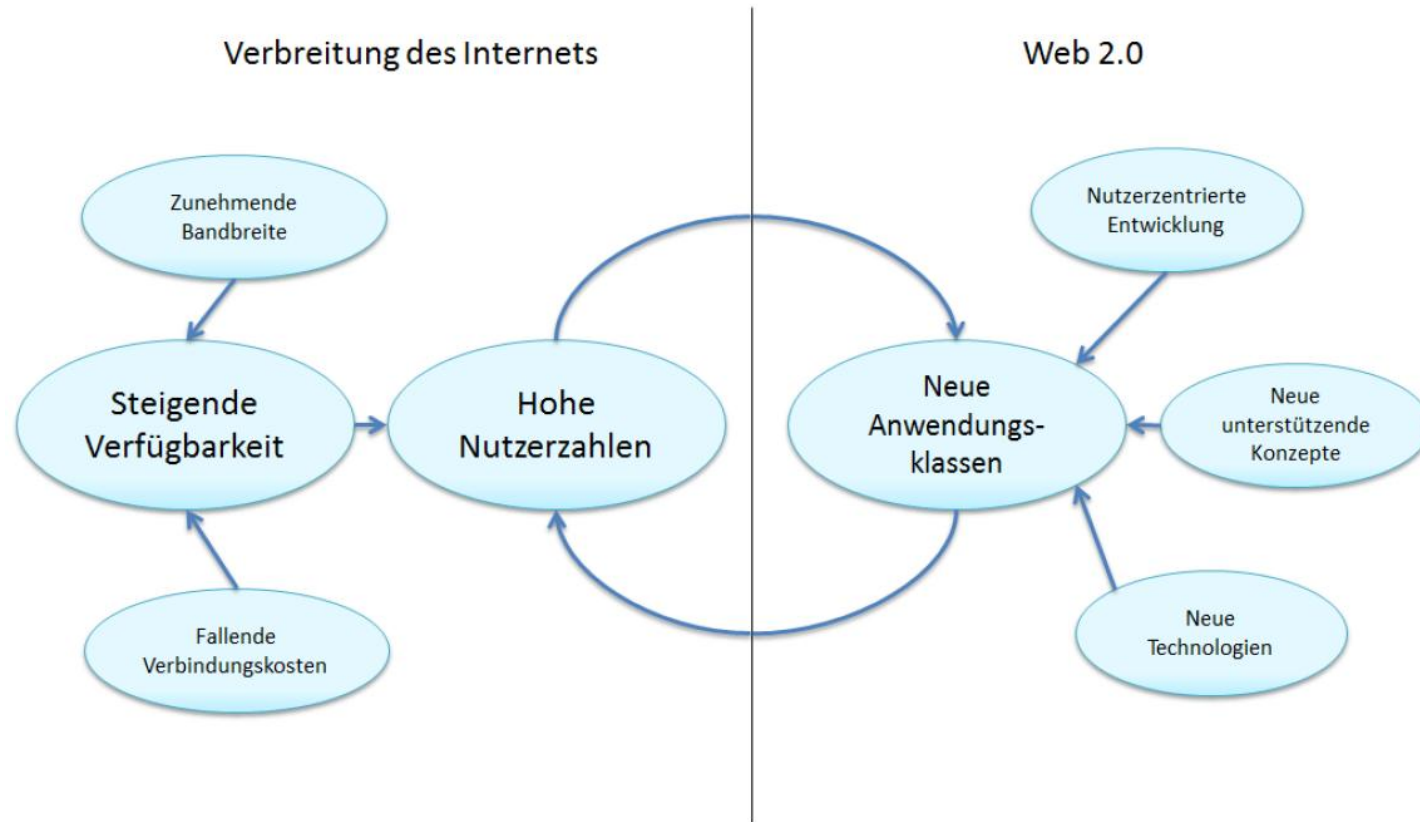 Verbreitung des Internets
Web 2.0
Zunehmende
Bandbreite
Nutzerzentrierte
Entwicklung
Steigende
Verfügbarkeit
Hohe
Nutzerzahlen
Neue
Anwendungs-
klassen
Neue
unterstützende
Konzepte
Fallende
Verbindungskosten
Neue
Technologien